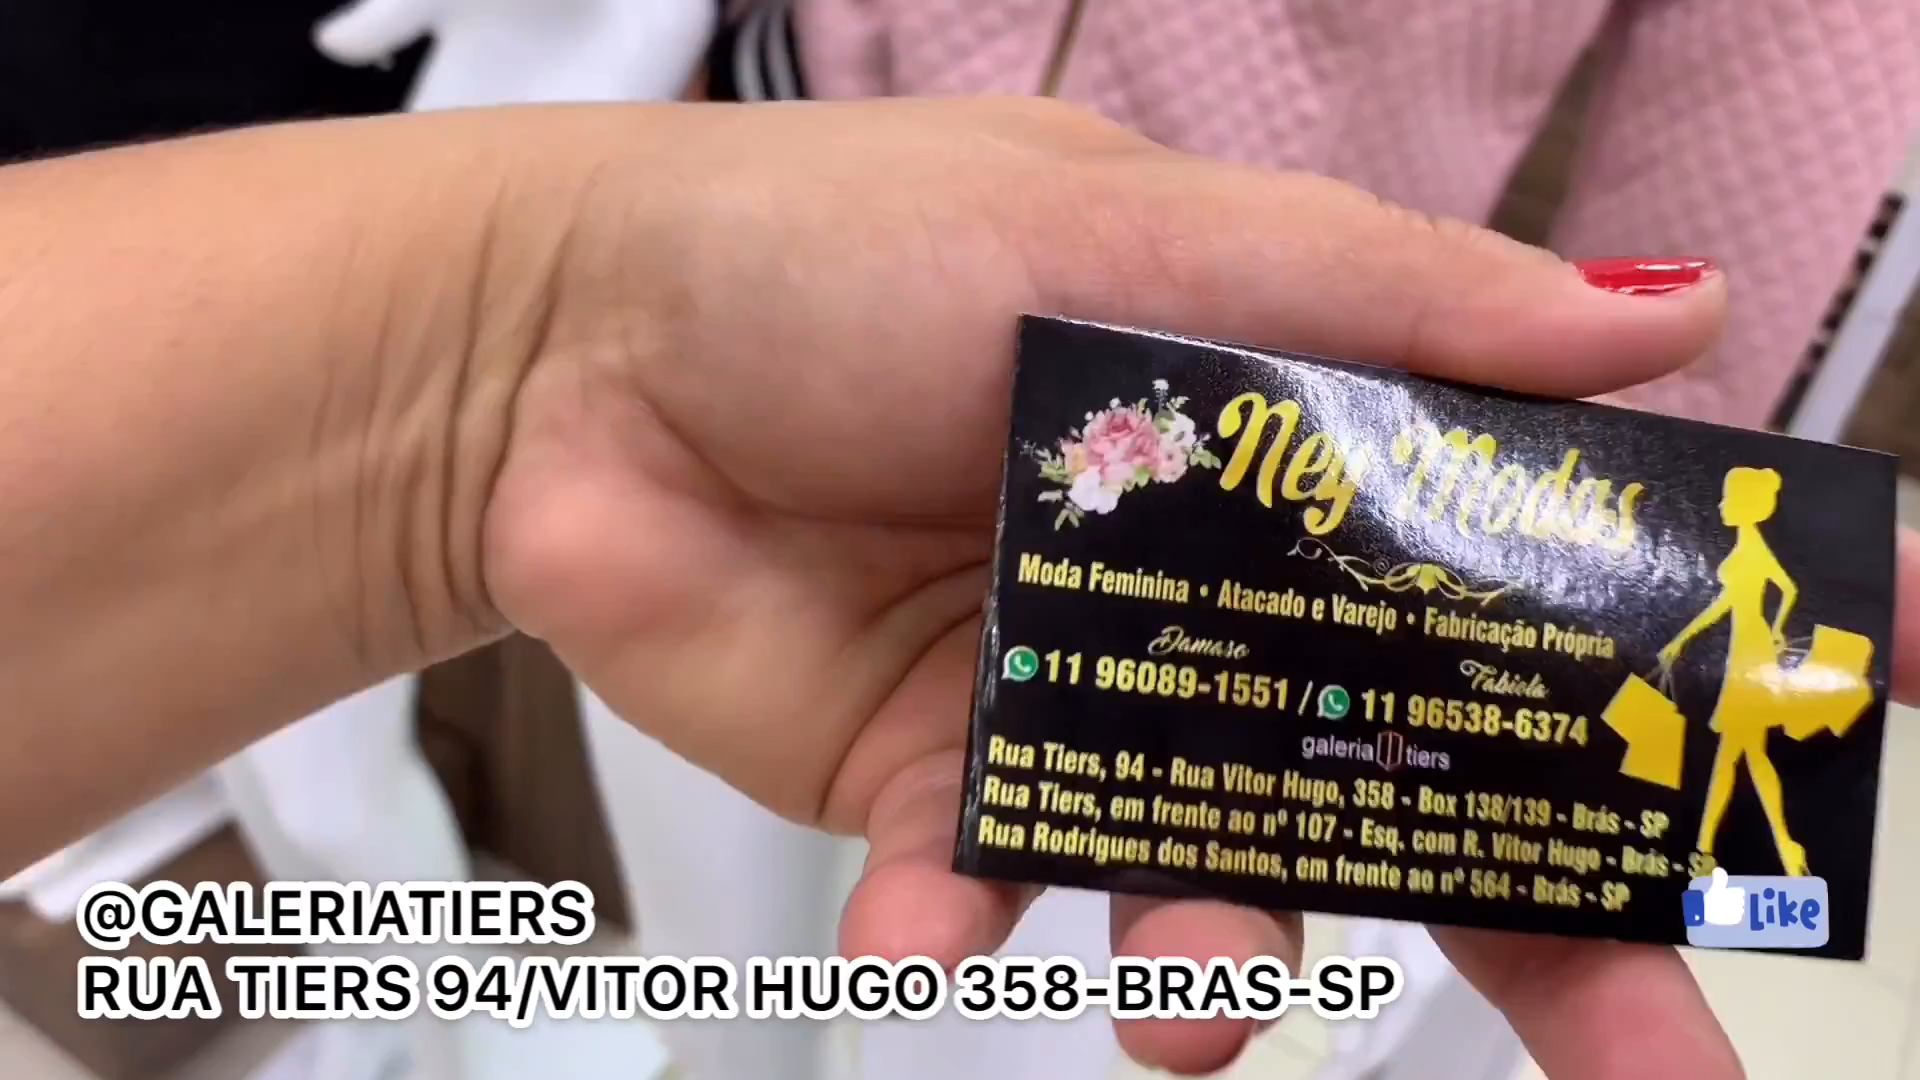 Ney Modas
Moda Feminina • Atacado e Varejo • Fabricação Própria
Damaso
Fabiola
11 96089-1551 / 11 96538-6374
galeria tiers
Rua Tiers, 94 - Rua Vitor Hugo, 358 - Box 138/139 - Brás - SP
Rua Tiers, em frente ao nº 107 - Esq. com R. Vitor Hugo - Brás - SP
Rua Rodrigues dos Santos, em frente ao nº 564 - Brás - SP
Like
@GALERIATIERS
RUA TIERS 94/VITOR HUGO 358-BRAS-SP